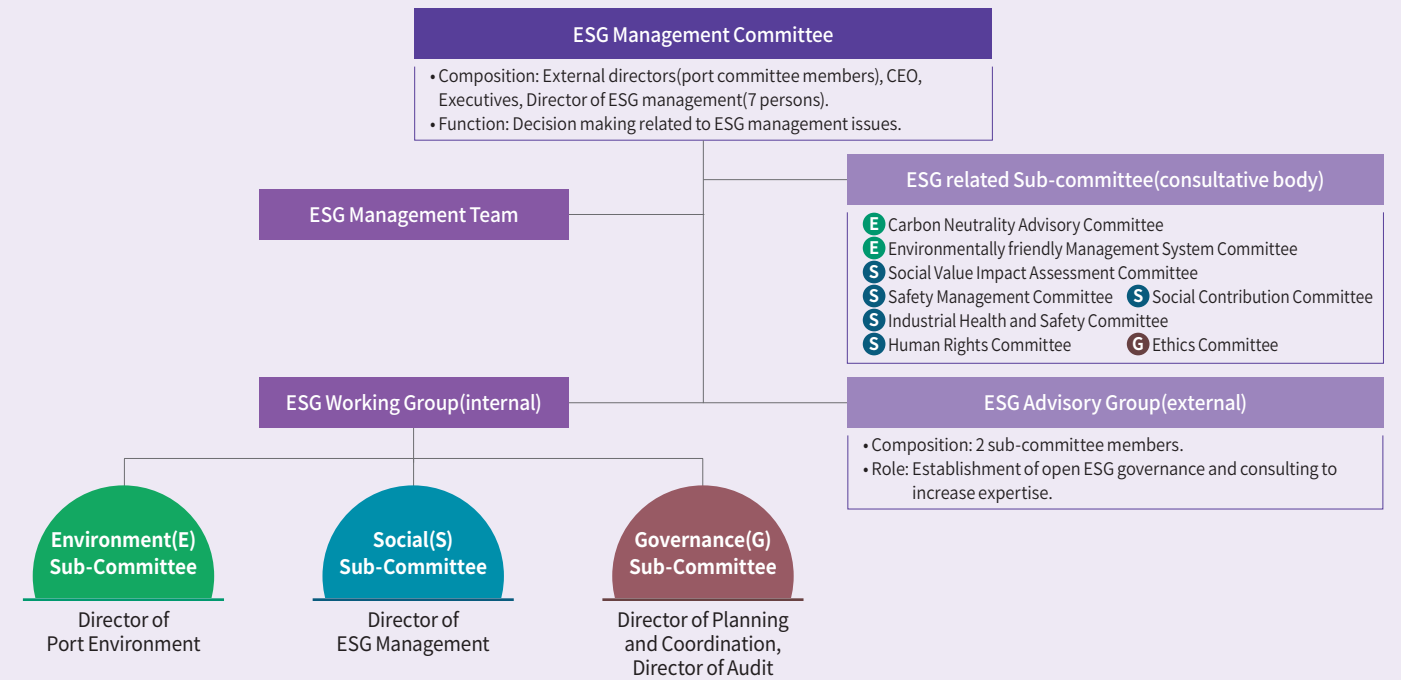 ESG Management Committee
• Composition: External directors(port committee members), CEO,
Executives, Director of ESG management(7 persons).
• Function: Decision making related to ESG management issues.
ESG related Sub-committee(consultative body)
E Carbon Neutrality Advisory Committee
E Environmentally friendly Management System Committee
S Social Value Impact Assessment Committee
S Safety Management Committee S Social Contribution Committee
S Industrial Health and Safety Committee
S Human Rights Committee G Ethics Committee
ESG Management Team
ESG Working Group(internal)
ESG Advisory Group(external)
• Composition: 2 sub-committee members.
• Role: Establishment of open ESG governance and consulting to
increase expertise.
Environment(E)
Sub-Committee
Director of
Port Environment
Social(S)
Sub-Committee
Director of
ESG Management
Governance(G)
Sub-Committee
Director of Planning
and Coordination,
Director of Audit